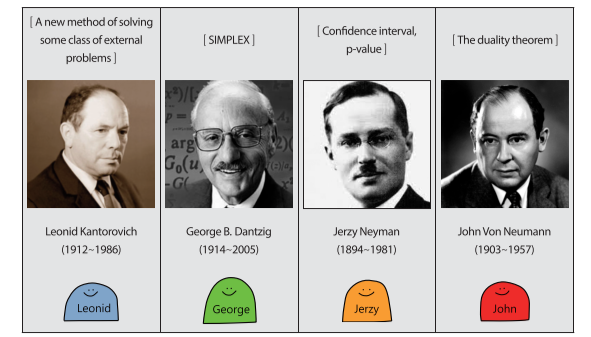 [ A new method of solving
some class of external
problems ]
[ SIMPLEX ]
[ Confidence interval,
p-value ]
[ The duality theorem ]
Leonid Kantorovich
(1912~1986)
George B. Dantzig
(1914~2005)
Jerzy Neyman
(1894~1981)
John Von Neumann
(1903~1957)
Leonid
George
Jerzy
John